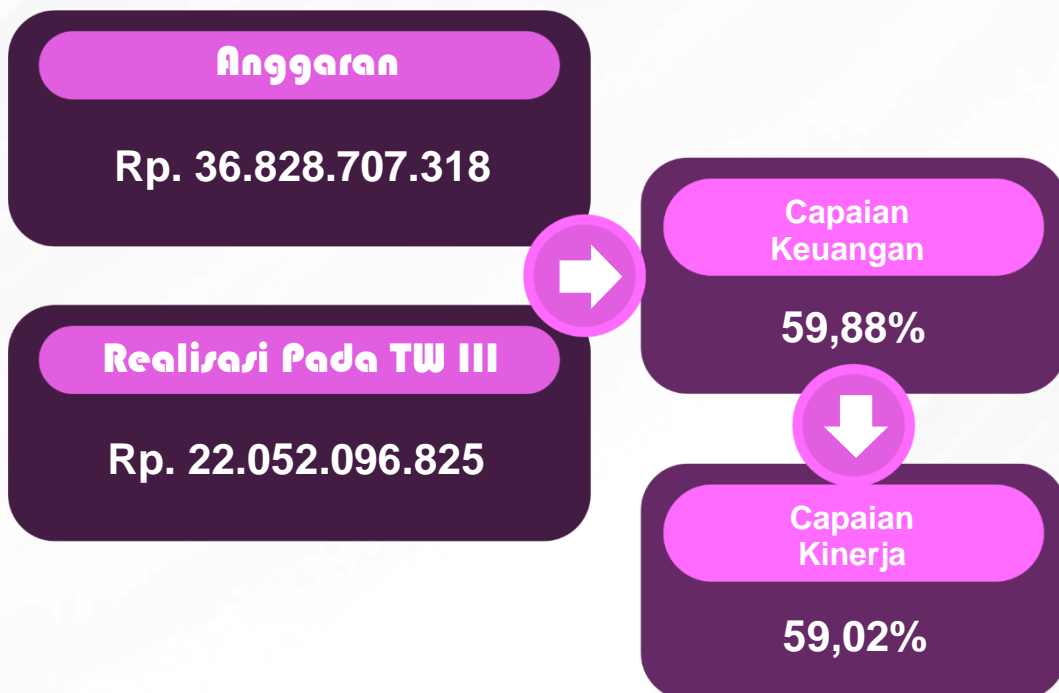 Anggaran
Rp. 36.828.707.318
Realisasi Pada TW III
Rp. 22.052.096.825
Capaian
Keuangan
59,88%
Capaian
Kinerja
59,02%